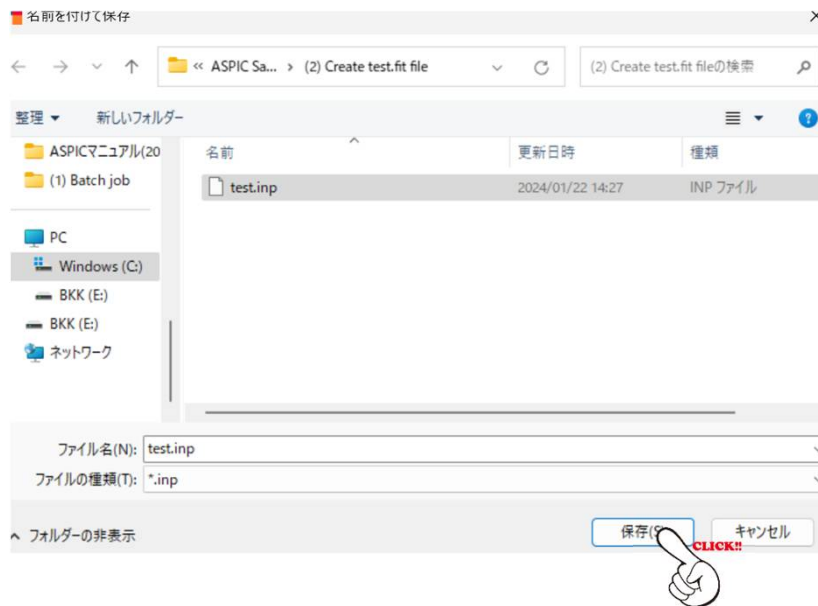 名前を付けて保存
« ASPIC Sa... › (2) Create test.fit file
(2) Create test.fit fileの検索
整理
新しいフォルダー
?
ASPICマニュアル(20
(1) Batch job
PC
Windows (C:)
BKK (E:)
BKK (E:)
ネットワーク
名前
更新日時
種類
test.inp
2024/01/22 14:27
INP ファイル
ファイル名(N): test.inp
ファイルの種類(T): *.inp
フォルダーの非表示
保存(S
キャンセル
CLICK!!